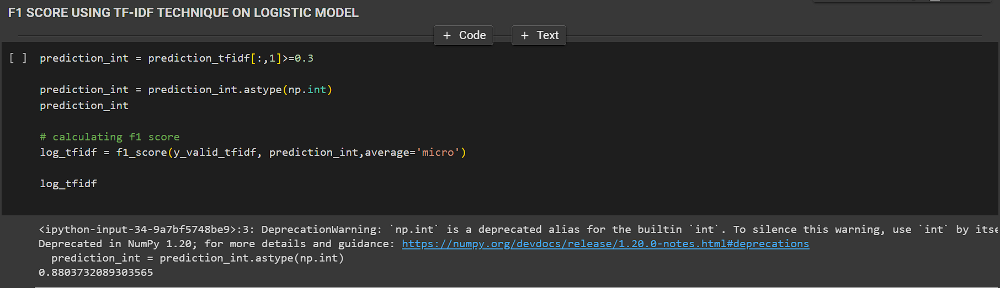 F1 SCORE USING TF-IDF TECHNIQUE ON LOGISTIC MODEL
+ Code + Text
[ ] prediction_int = prediction_tfidf[:,1]>=0.3
prediction_int = prediction_int.astype(np.int)
prediction_int
# calculating f1 score
log_tfidf = f1_score(y_valid_tfidf, prediction_int,average='micro')
log_tfidf
<ipython-input-34-9a7bf5748be9>:3: DeprecationWarning: `np.int` is a deprecated alias for the builtin `int`. To silence this warning, use `int` by itse
Deprecated in NumPy 1.20; for more details and guidance: https://numpy.org/devdocs/release/1.20.0-notes.html#deprecations
prediction_int = prediction_int.astype(np.int)
0.8803732089303565